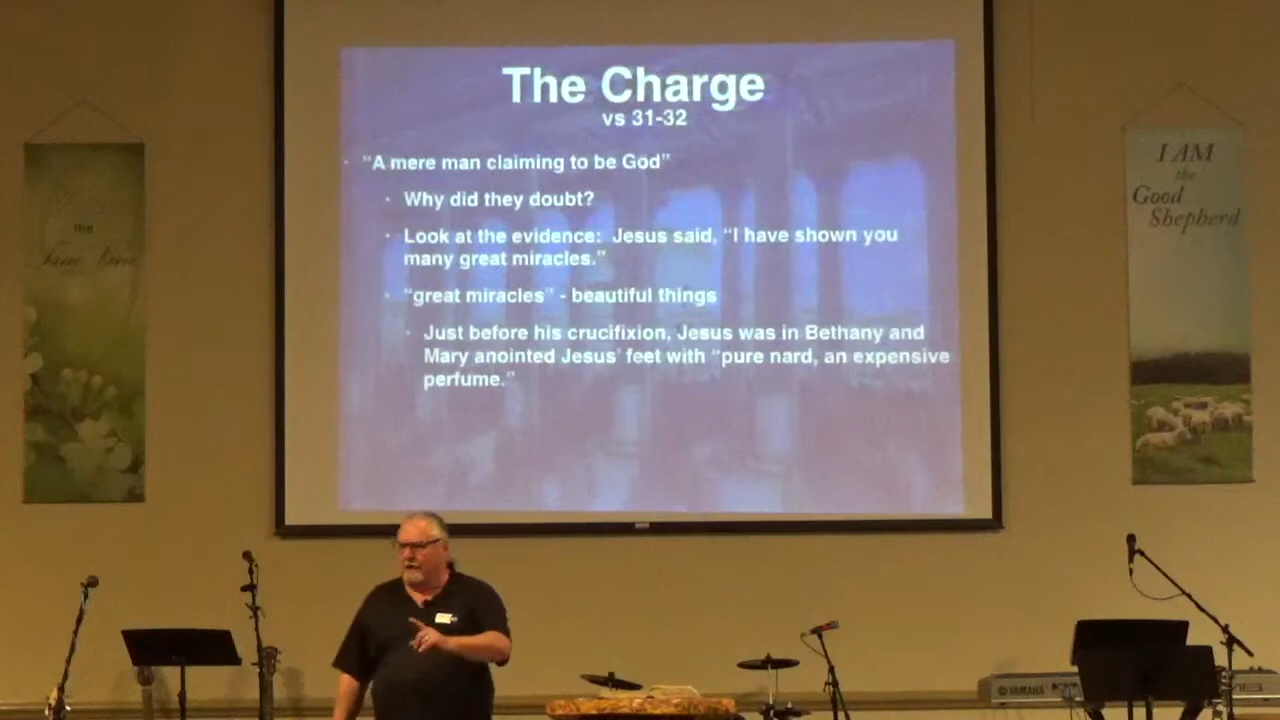 The Charge
vs 31-32
"A mere man claiming to be God"
Why did they doubt?
Look at the evidence: Jesus said, "I have shown you
many great miracles."
"great miracles" - beautiful things
Just before his crucifixion, Jesus was in Bethany and
Mary anointed Jesus' feet with "pure nard, an expensive
perfume."
the
I AM
the
Good
Shepherd
YAMAHA